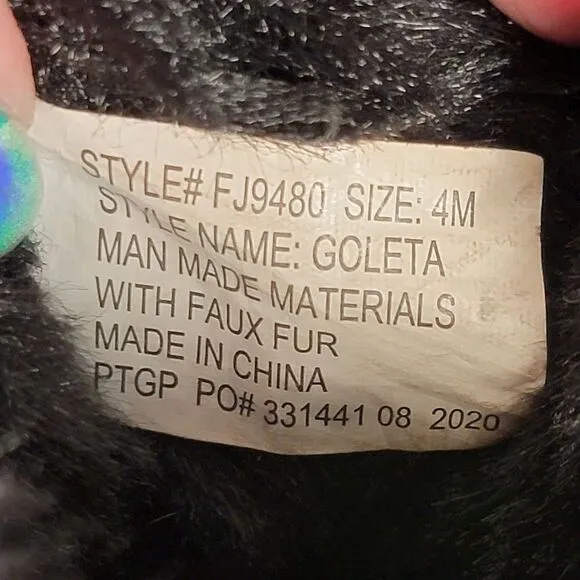 STYLE# FJ9480 SIZE: 4M
STYLE NAME: GOLETA
MAN MADE MATERIALS
WITH FAUX FUR
MADE IN CHINA
PTGP PO# 331441 08 2020